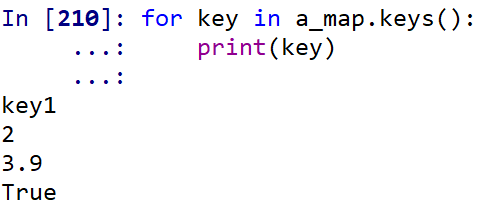 In [210]: for key in a_map.keys():
     ...:     print(key)
     ...:
key1
2
3.9
True